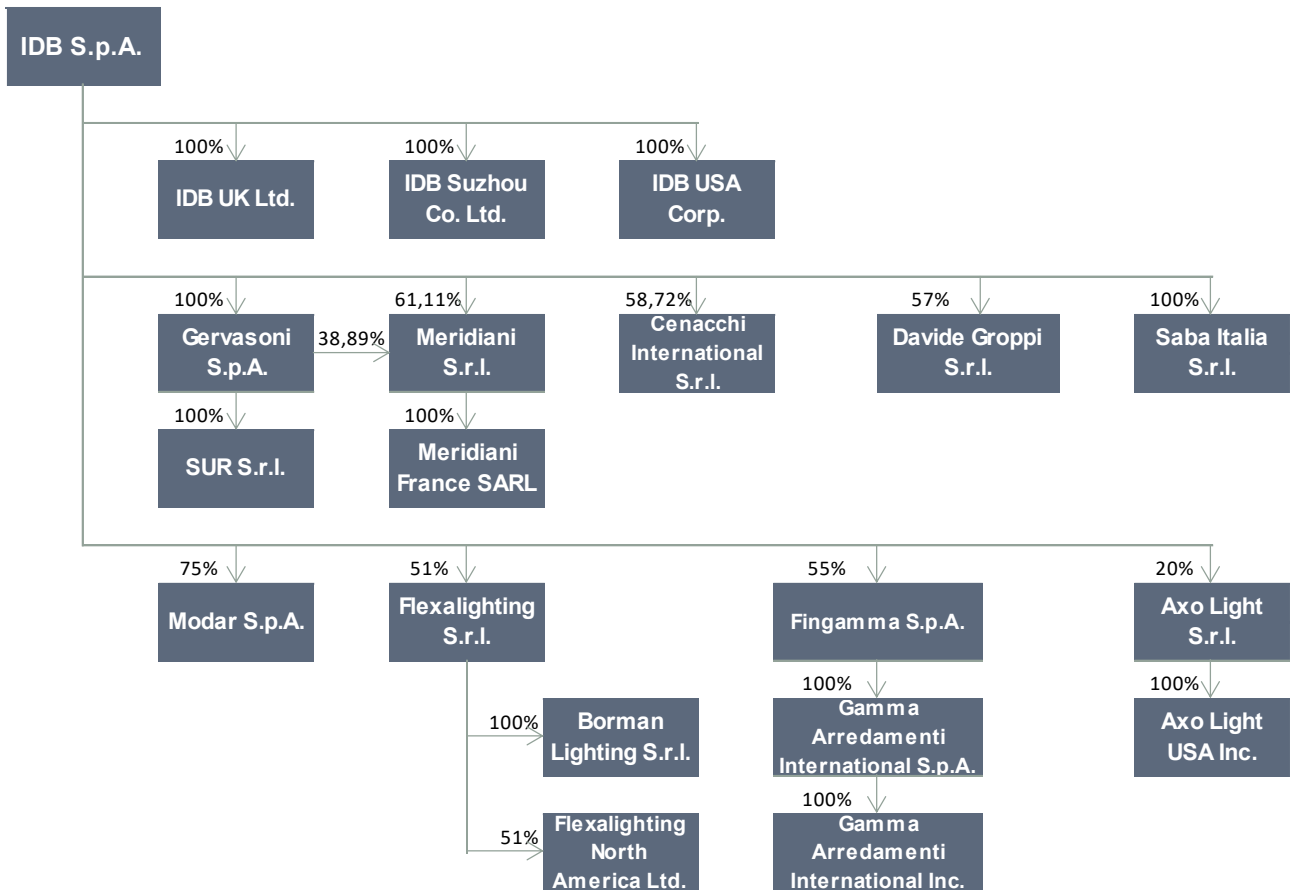 IDB S.p.A.
100%
100%
100%
IDB UK Ltd.
IDB Suzhou
Co. Ltd.
IDB USA
Corp.
100%
61,11%
58,72%
57%
100%
Gervasoni
S.p.A.
38,89%
Meridiani
S.r.l.
Cenacchi
International
S.r.l.
Davide Groppi
S.r.l.
Saba Italia
S.r.l.
100%
100%
SUR S.r.l.
Meridiani
France SARL
75%
51%
55%
20%
Modar S.p.A.
Flexalighting
S.r.l.
Fingamma S.p.A.
Axo Light
S.r.l.
100%
100%
100%
Borman
Lighting S.r.l.
Gamma
Arredamenti
International S.p.A.
Axo Light
USA Inc.
100%
51%
Flexalighting
North
America Ltd.
Gamma
Arredamenti
International Inc.